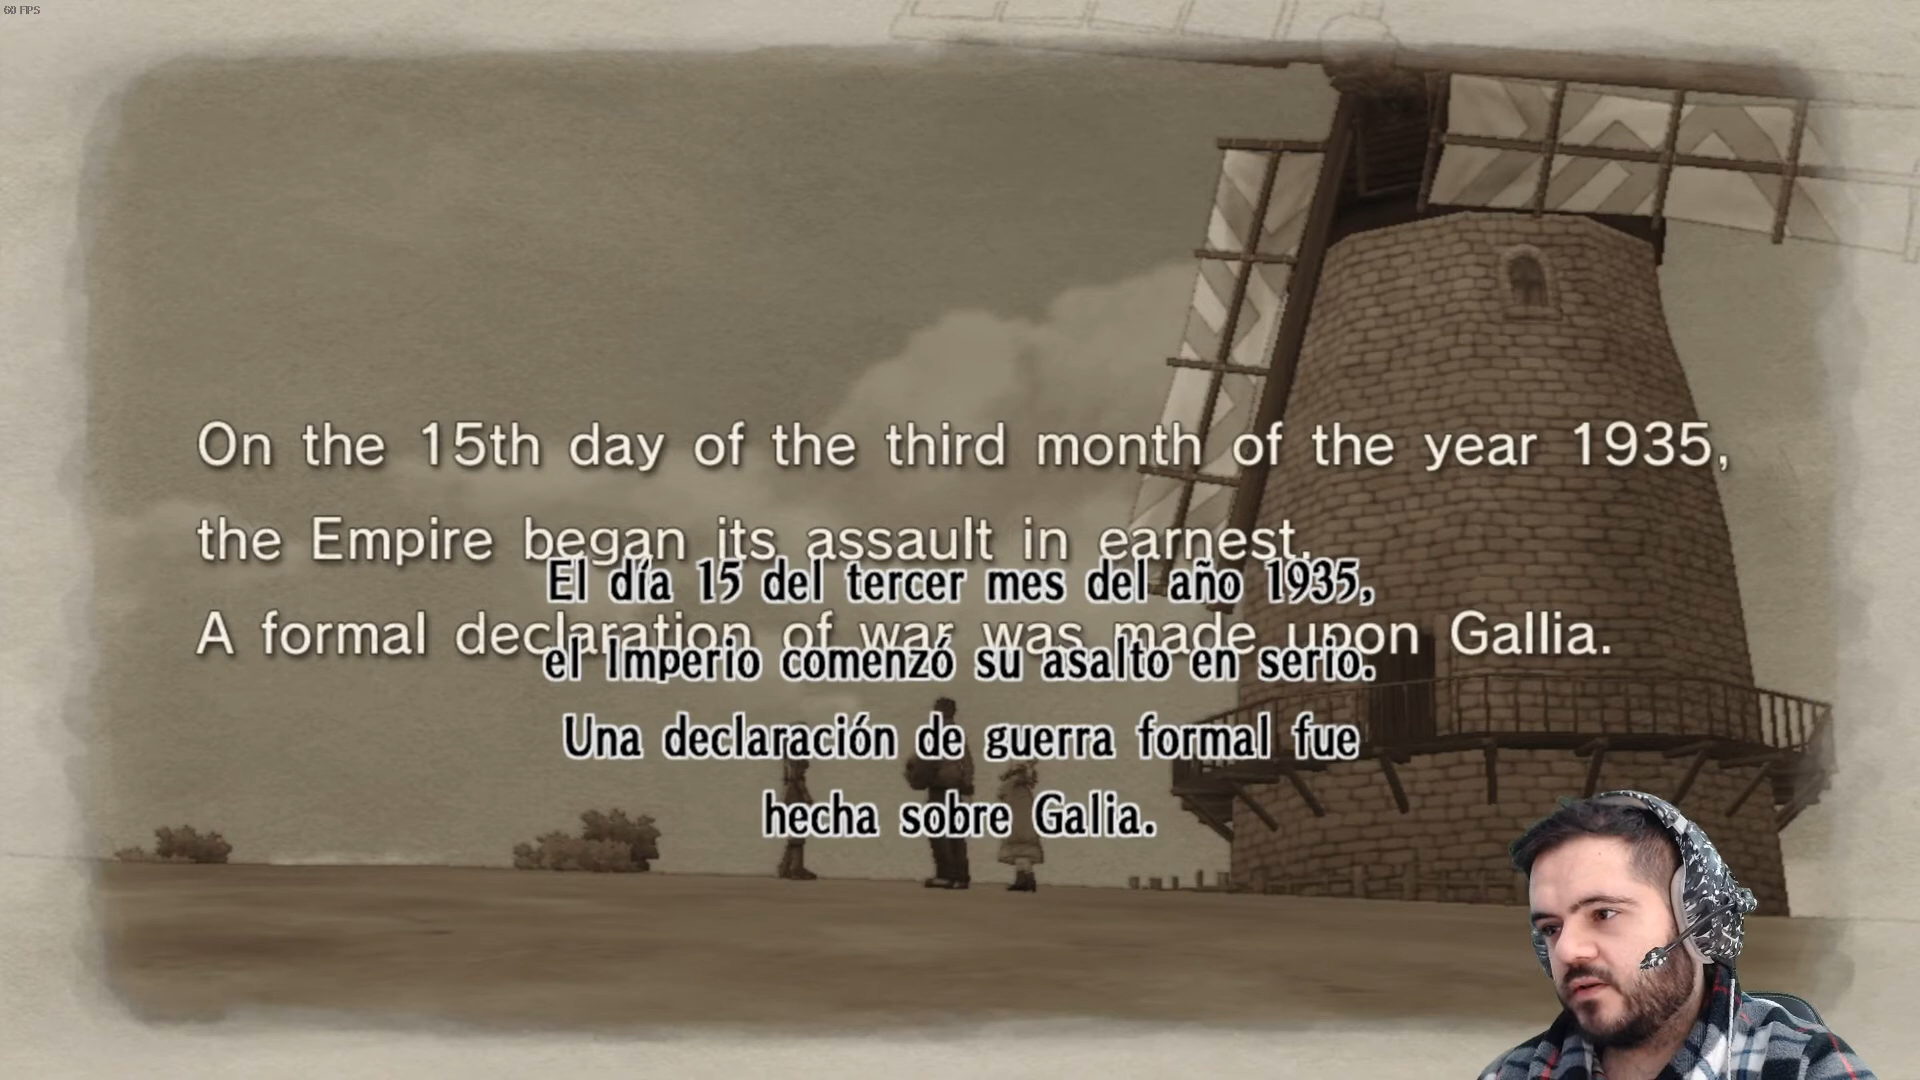 60 FPS
On the 15th day of the third month of the year 1935,
the Empire began its assault in earnest.
A formal declaration of war was made upon Gallia.
El día 15 del tercer mes del año 1935,
el Imperio comenzó su asalto en serio.
Una declaración de guerra formal fue
hecha sobre Galia.